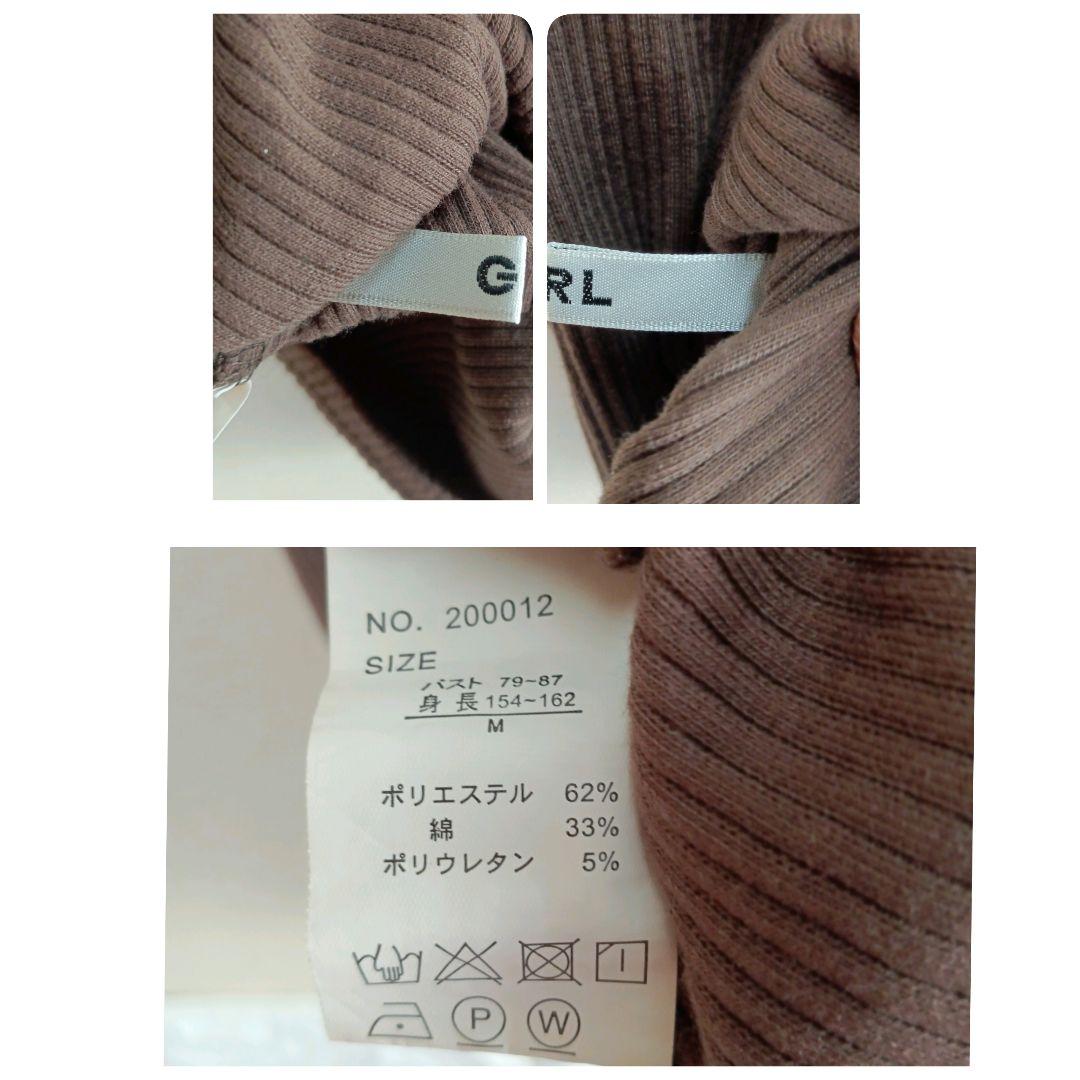 G
RL
NO. 200012
SIZE
バスト 79~87
身 長 154~162
M
ポリエステル 62%
綿 33%
ポリウレタン 5%
P W